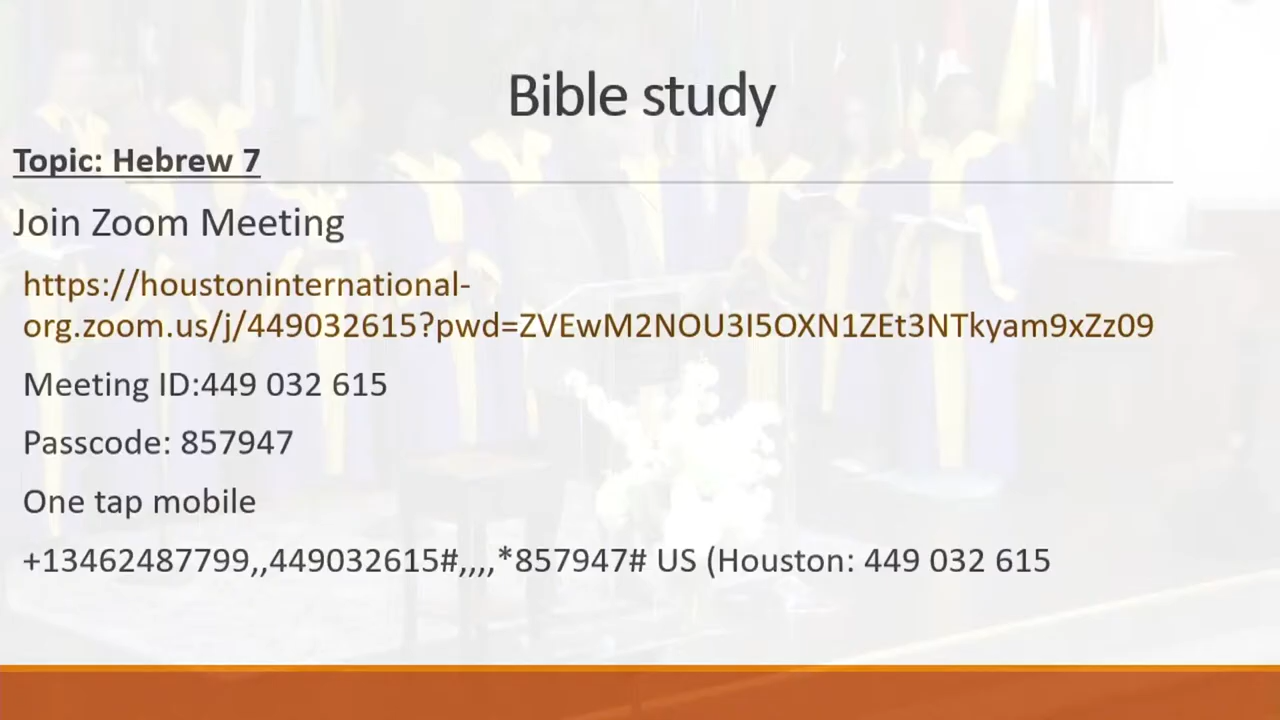 Bible study
Topic: Hebrew 7
Join Zoom Meeting
https://houstoninternational-
org.zoom.us/j/449032615?pwd=ZVEwM2NOU3I5OXN1ZEt3NTkyam9xZz09
Meeting ID:449 032 615
Passcode: 857947
One tap mobile
+13462487799,,449032615#,,,,*857947# US (Houston: 449 032 615